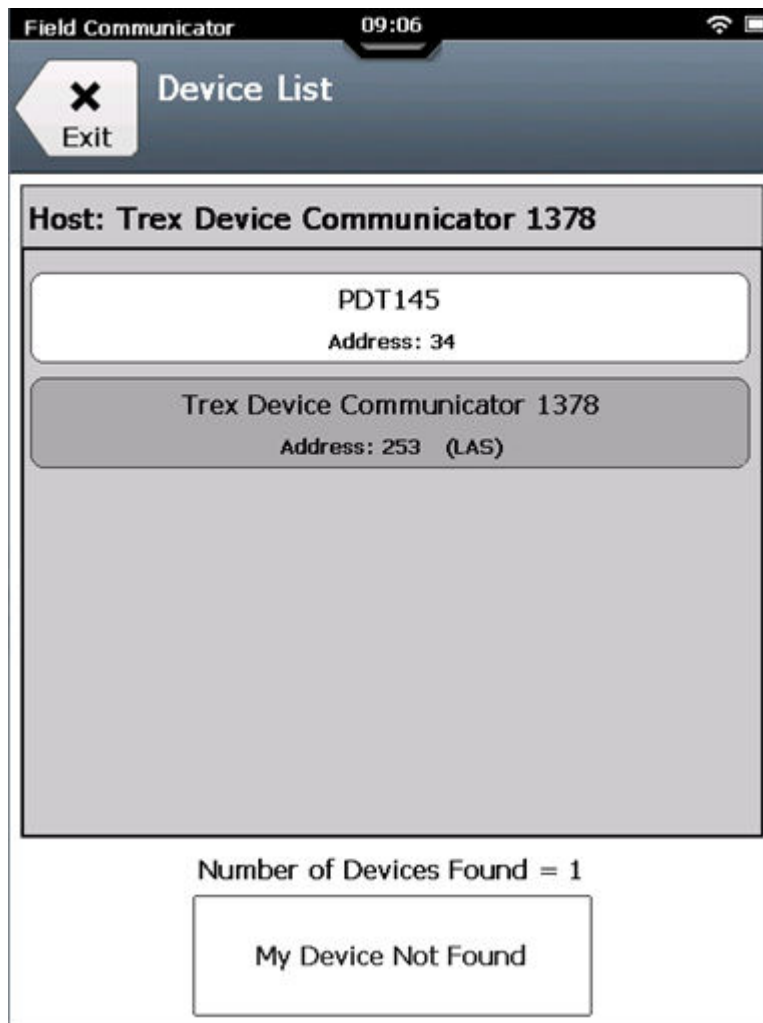 Field Communicator 09:06
Device List
Exit
Host: Trex Device Communicator 1378
PDT145
Address: 34
Trex Device Communicator 1378
Address: 253 (LAS)
Number of Devices Found = 1
My Device Not Found